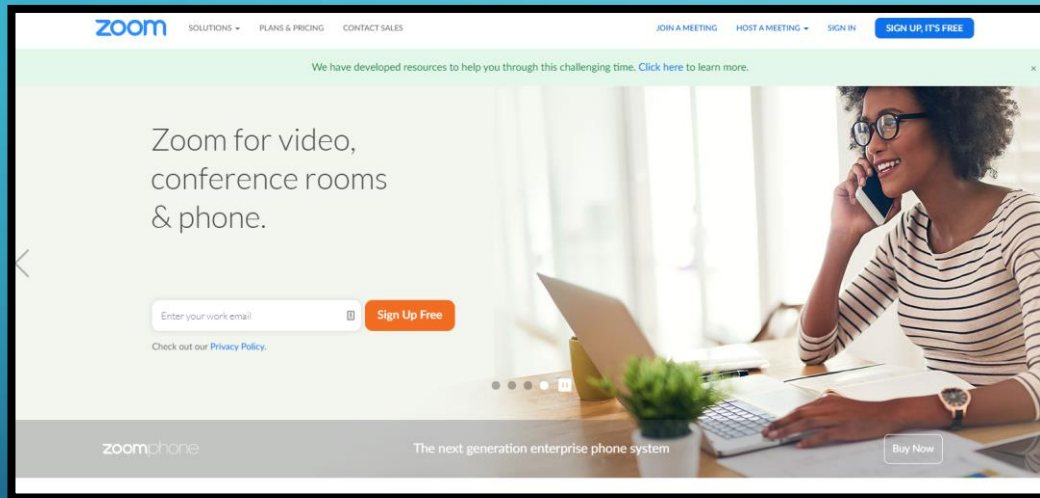 zoom SOLUTIONS PLANS & PRICING CONTACT SALES JOIN A MEETING HOST A MEETING SIGN IN SIGN UP, IT'S FREE
We have developed resources to help you through this challenging time. Click here to learn more. ×
Zoom for video,
conference rooms
& phone.
Enter your work email Sign Up Free
Check out our Privacy Policy.
zoomphone The next generation enterprise phone system Buy Now